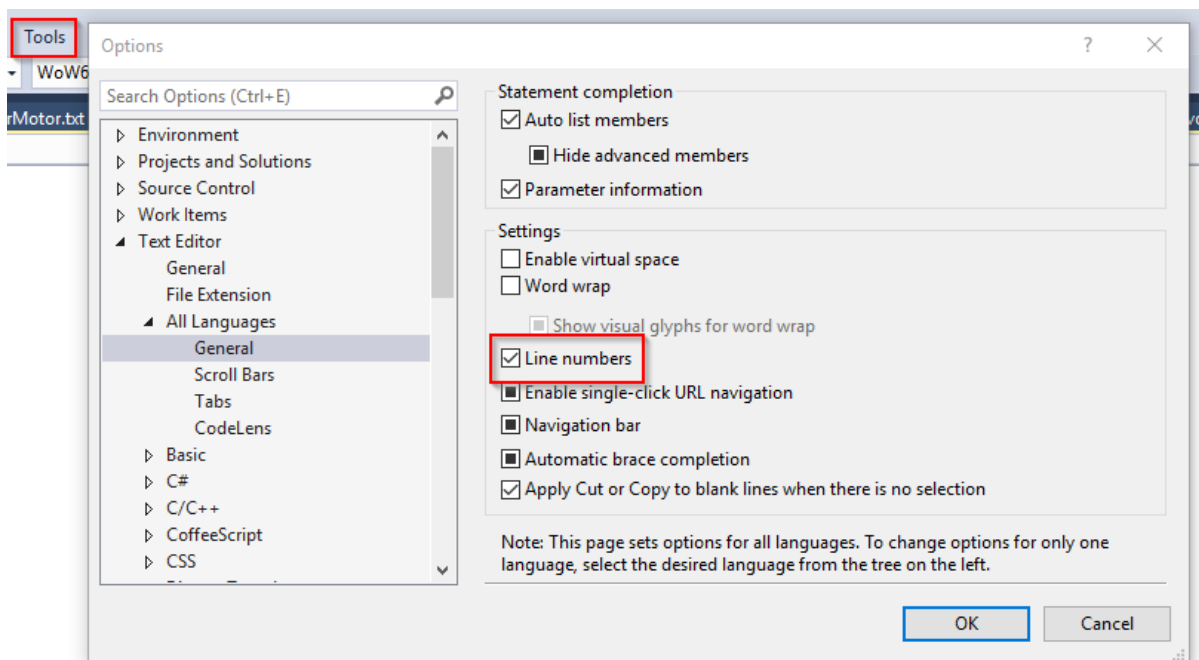 Tools
Options
WoW6
rMotor.txt
Search Options (Ctrl+E)
Environment
Projects and Solutions
Source Control
Work Items
Text Editor
General
File Extension
All Languages
General
Scroll Bars
Tabs
CodeLens
Basic
C#
C/C++
CoffeeScript
CSS
Statement completion
Auto list members
Hide advanced members
Parameter information
Settings
Enable virtual space
Word wrap
Show visual glyphs for word wrap
Line numbers
Enable single-click URL navigation
Navigation bar
Automatic brace completion
Apply Cut or Copy to blank lines when there is no selection
Note: This page sets options for all languages. To change options for only one
language, select the desired language from the tree on the left.
OK
Cancel